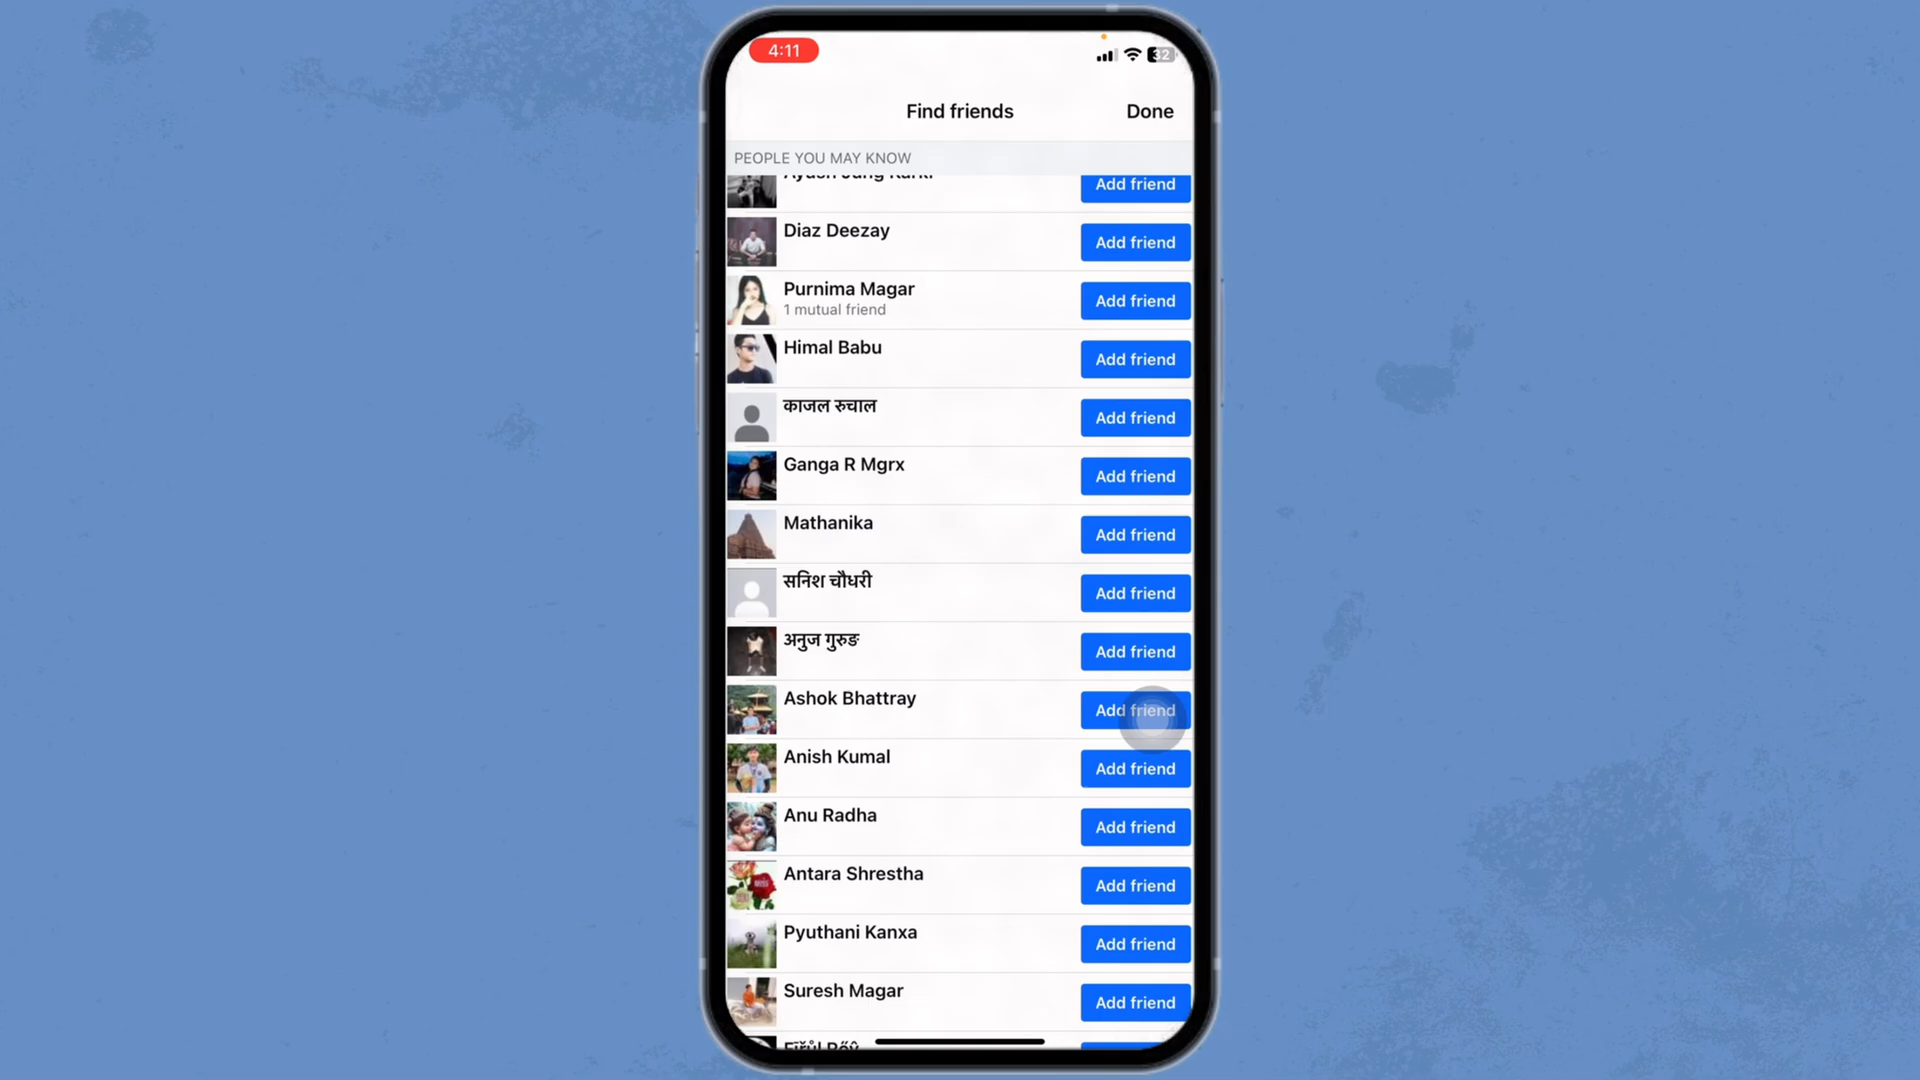 4:11
32
Find friends
Done
PEOPLE YOU MAY KNOW
Add friend
Diaz Deezay
Add friend
Purnima Magar
1 mutual friend
Add friend
Himal Babu
Add friend
काजल रुचाल
Add friend
Ganga R Mgrx
Add friend
Mathanika
Add friend
सनिश चौधरी
Add friend
अनुज गुरुङ
Add friend
Ashok Bhattray
Add friend
Anish Kumal
Add friend
Anu Radha
Add friend
Antara Shrestha
Add friend
Pyuthani Kanxa
Add friend
Suresh Magar
Add friend